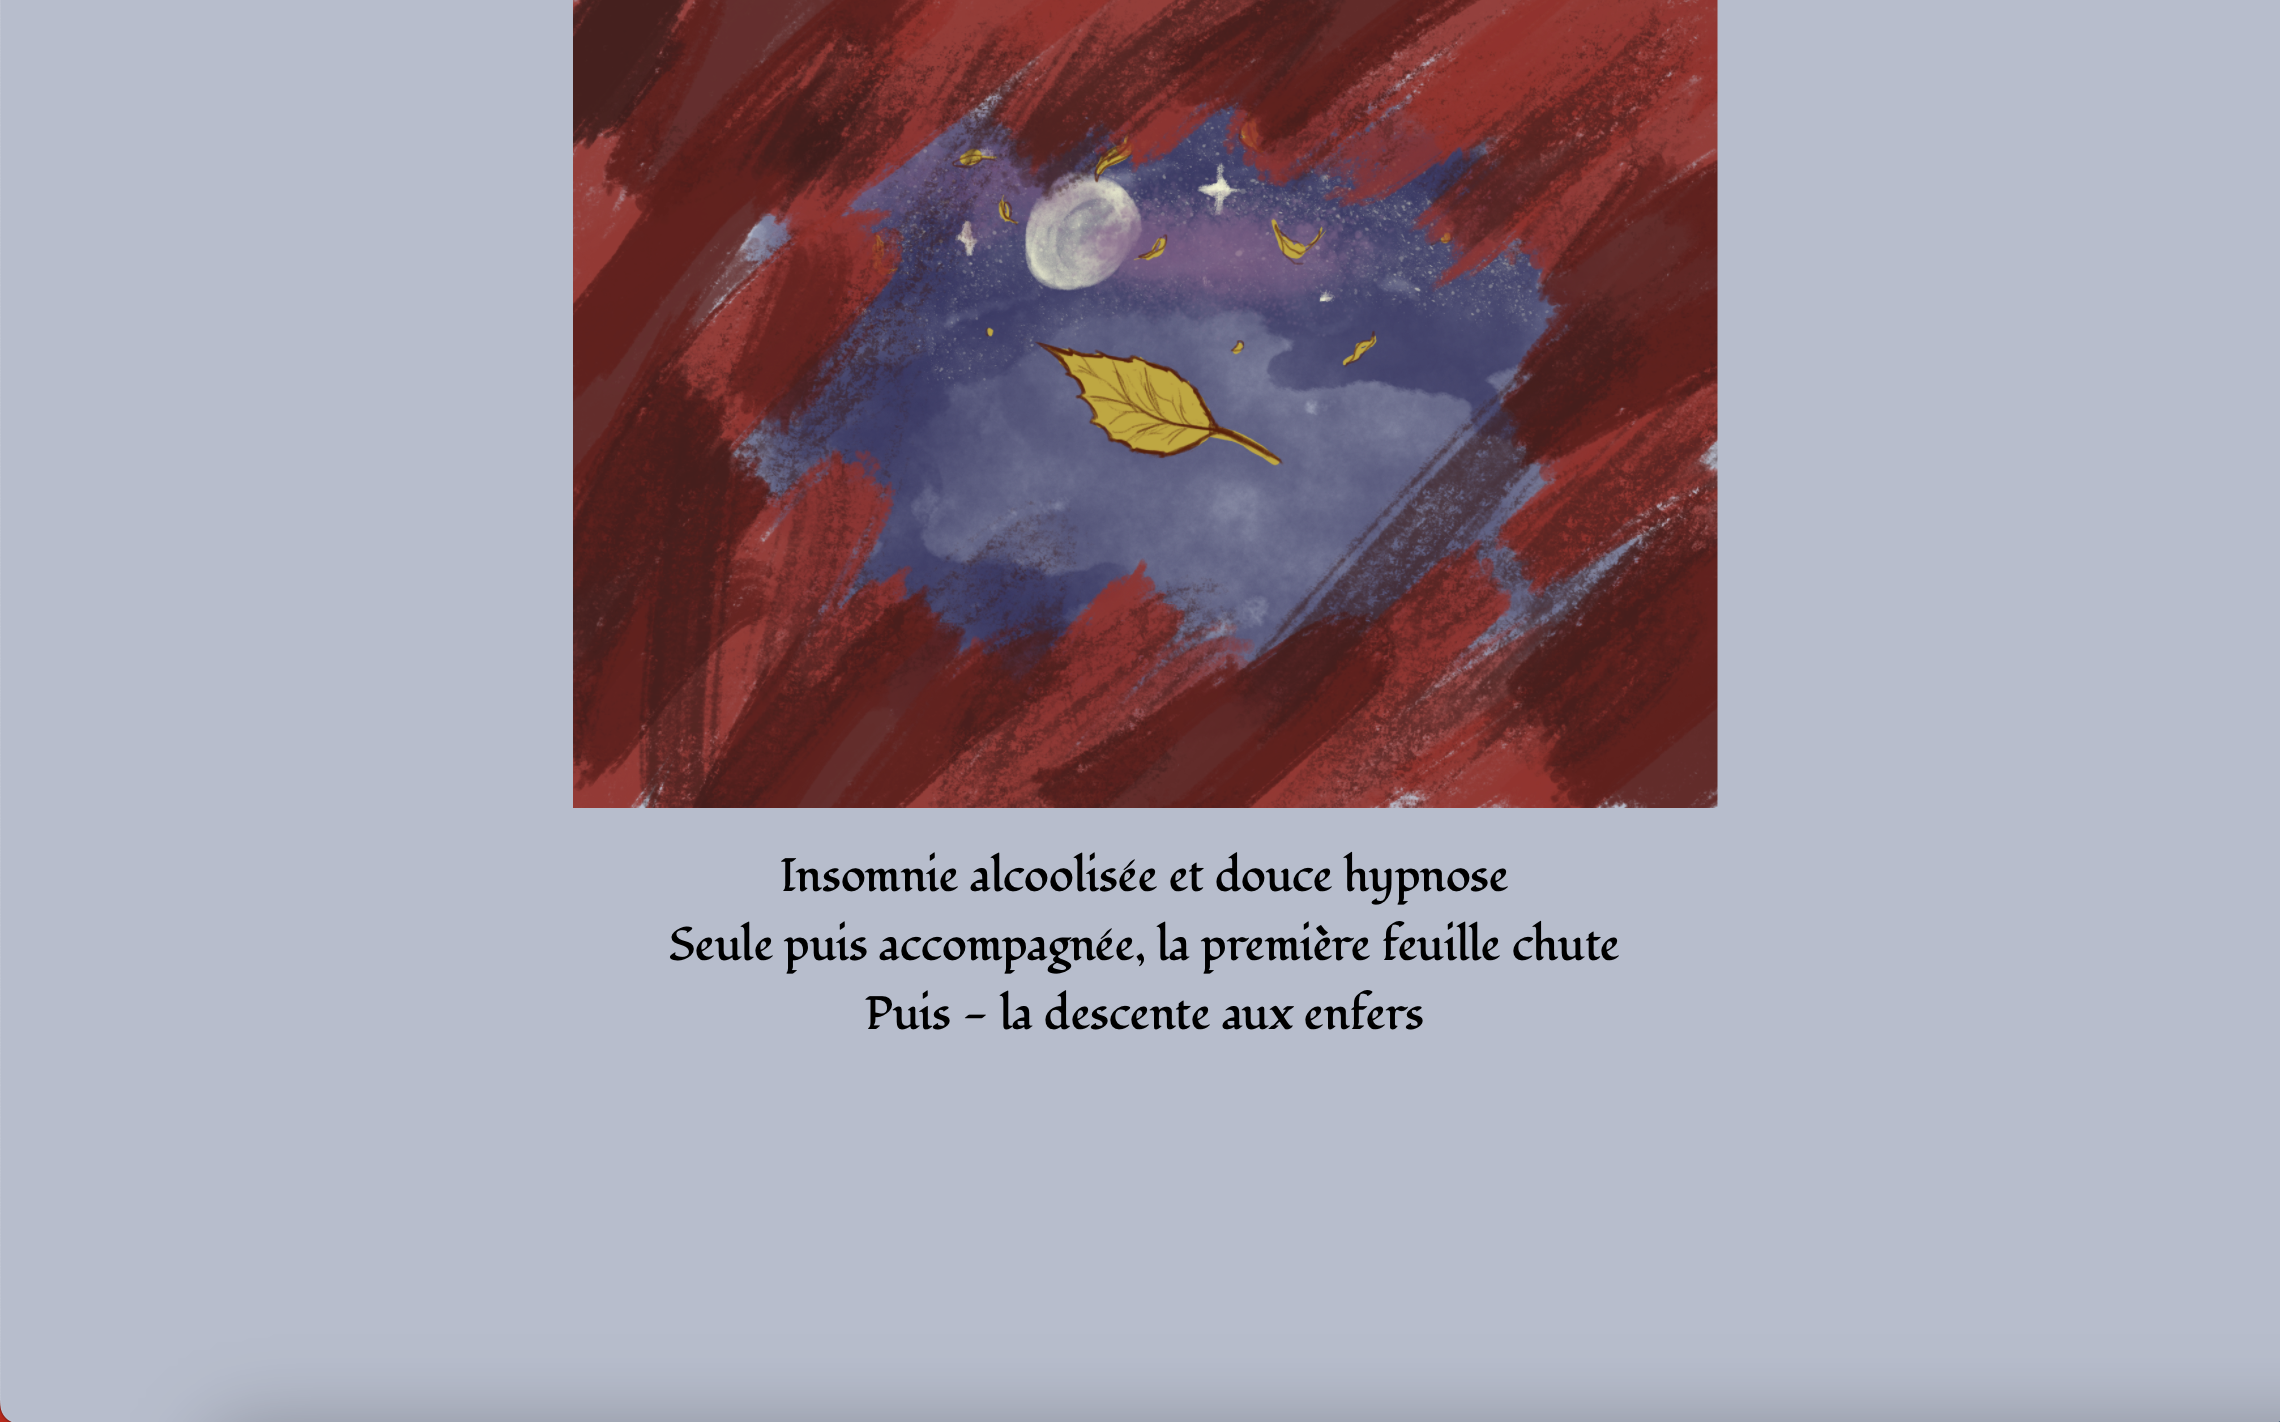 Insomnie alcoolisée et douce hypnose
Seule puis accompagnée, la première feuille chute
Puis – la descente aux enfers